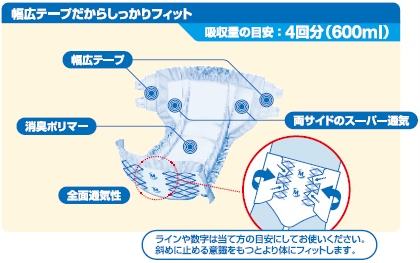 幅広テープだからしっかりフィット
吸収量の目安：4回分（600ml）
幅広テープ
消臭ポリマー
両サイドのスーパー通気
全面通気性
ラインや数字は当て方の目安にしてお使いください。
斜めに止める意識をもつとより体にフィットします。